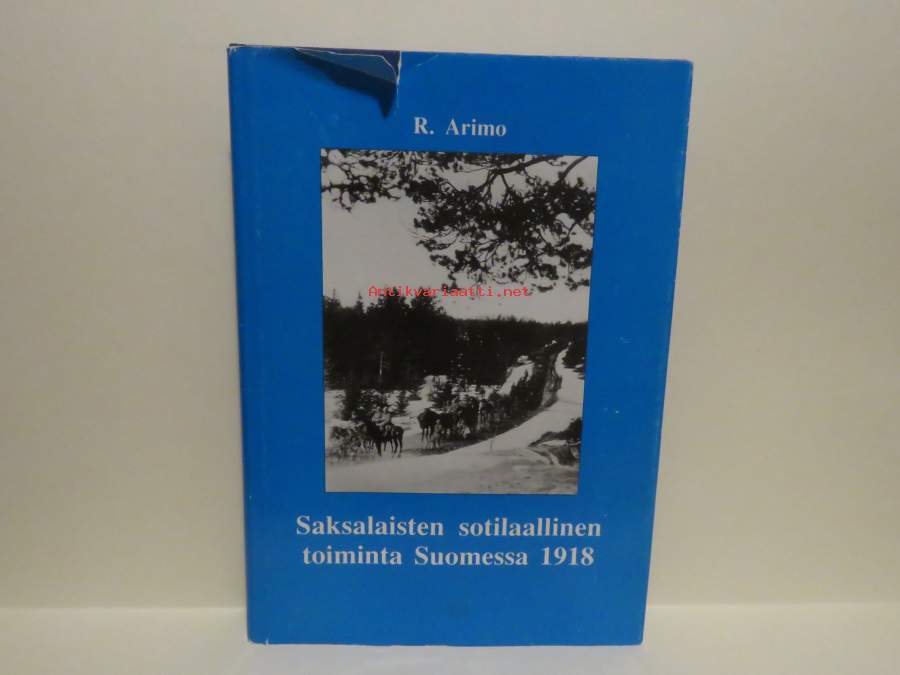 R. Arimo
Antikvariaatti.net
Saksalaisten sotilaallinen
toiminta Suomessa 1918